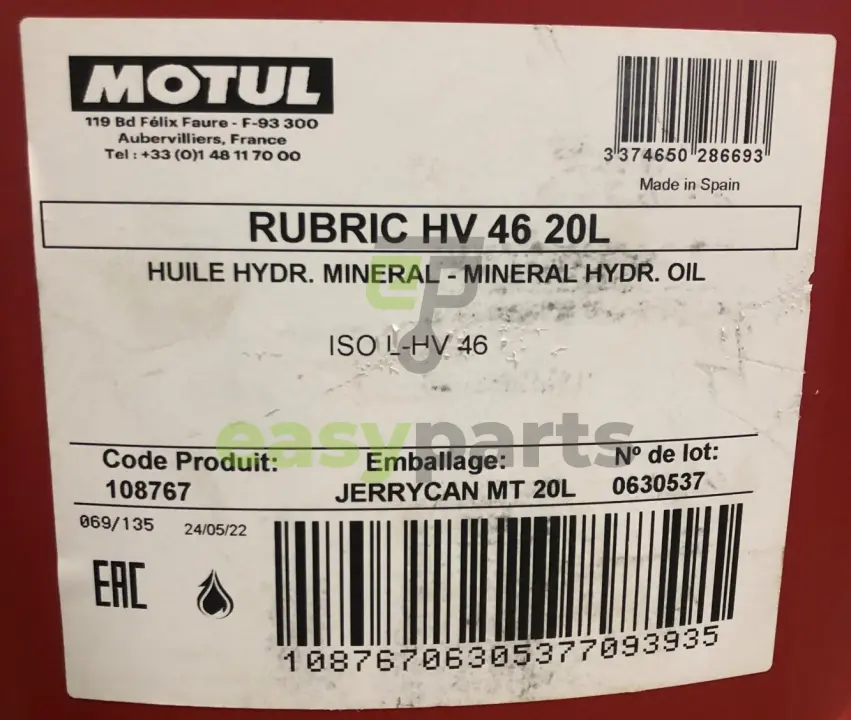 MOTUL
119 Bd Félix Faure - F-93 300
Aubervilliers, France
Tel : +33 (0)1 48 11 70 00
3 374650 286693
Made in Spain
RUBRIC HV 46 20L
HUILE HYDR. MINERAL - MINERAL HYDR. OIL
EP
ISO L-HV 46
easyparts
Code Produit: Emballage: Nº de lot:
108767 JERRYCAN MT 20L 0630537
069/135 24/05/22
EAC
10876706305377093935